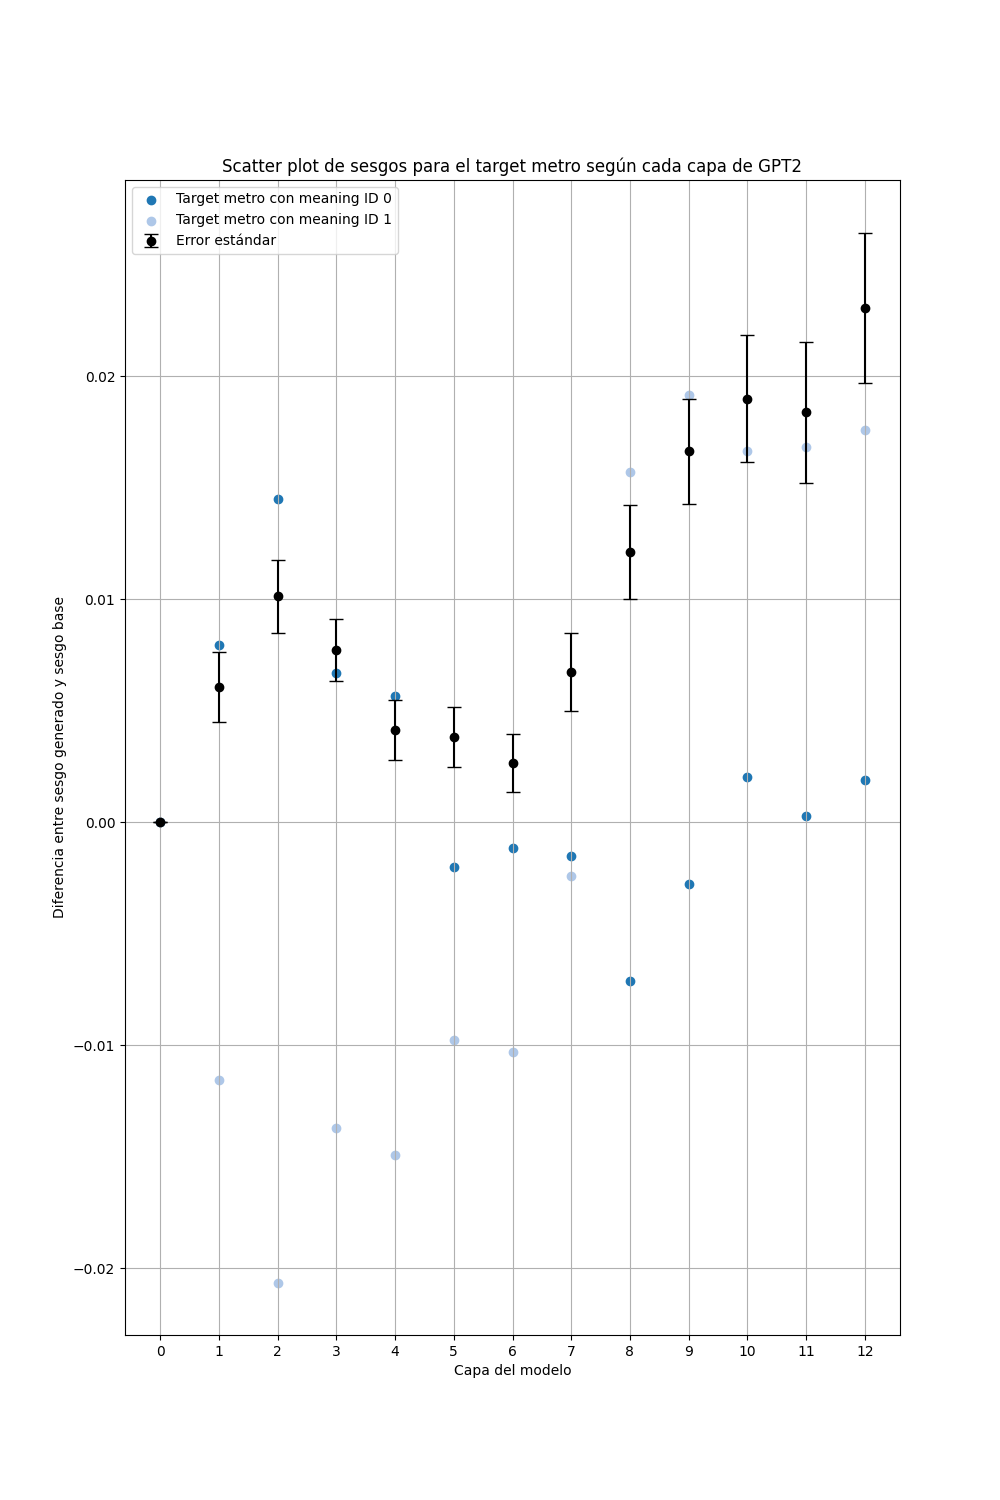 Scatter plot de sesgos para el target metro según cada capa de GPT2
Target metro con meaning ID 0
Target metro con meaning ID 1
Error estándar
Diferencia entre sesgo generado y sesgo base
0.02
0.01
0.00
−0.01
−0.02
0 1 2 3 4 5 6 7 8 9 10 11 12
Capa del modelo